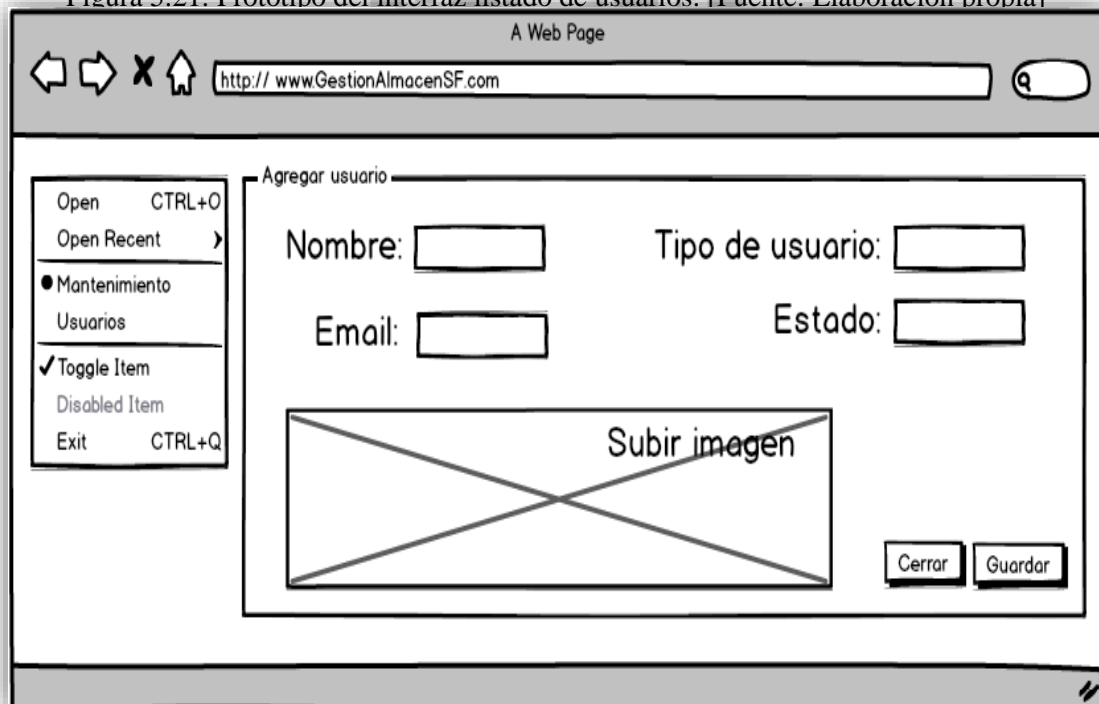 Figura 3.21: Prototipo del interfaz listado de usuarios. [Fuente: Elaboración propia]
A Web Page
http:// www.GestionAlmacenSF.com
Open CTRL+O
Open Recent
Mantenimiento
Usuarios
Toggle Item
Disabled Item
Exit CTRL+Q
Agregar usuario
Nombre:
Tipo de usuario:
Email:
Estado:
Subir imagen
Cerrar
Guardar